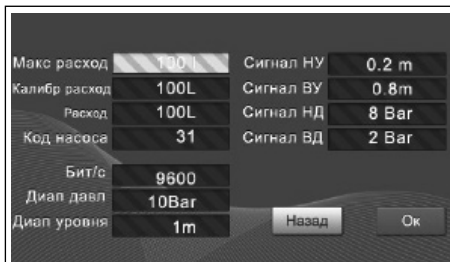 Макс расход 100 l Сигнал НУ 0.2 m
Калибр расход 100L Сигнал ВУ 0.8m
Расход 100L Сигнал НД 8 Bar
Код насоса 31 Сигнал ВД 2 Bar
Бит/с 9600
Диап давл 10Bar
Диап уровня 1m
Назад Ок